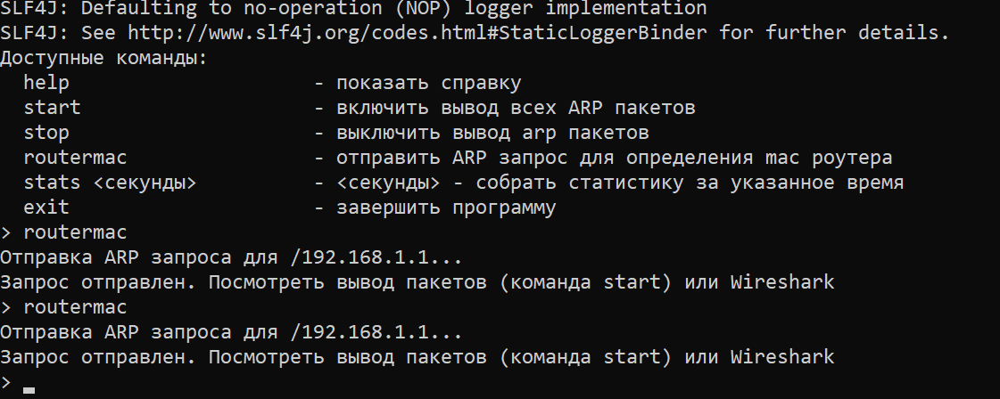 SLF4J: Defaulting to no-operation (NOP) logger implementation
SLF4J: See http://www.slf4j.org/codes.html#StaticLoggerBinder for further details.
Доступные команды:
  help                     - показать справку
  start                    - включить вывод всех ARP пакетов
  stop                     - выключить вывод arp пакетов
  routermac                - отправить ARP запрос для определения mac роутера
  stats <секунды>          - <секунды> - собрать статистику за указанное время
  exit                     - завершить программу
> routermac
Отправка ARP запроса для /192.168.1.1...
Запрос отправлен. Посмотреть вывод пакетов (команда start) или Wireshark
> routermac
Отправка ARP запроса для /192.168.1.1...
Запрос отправлен. Посмотреть вывод пакетов (команда start) или Wireshark
> _